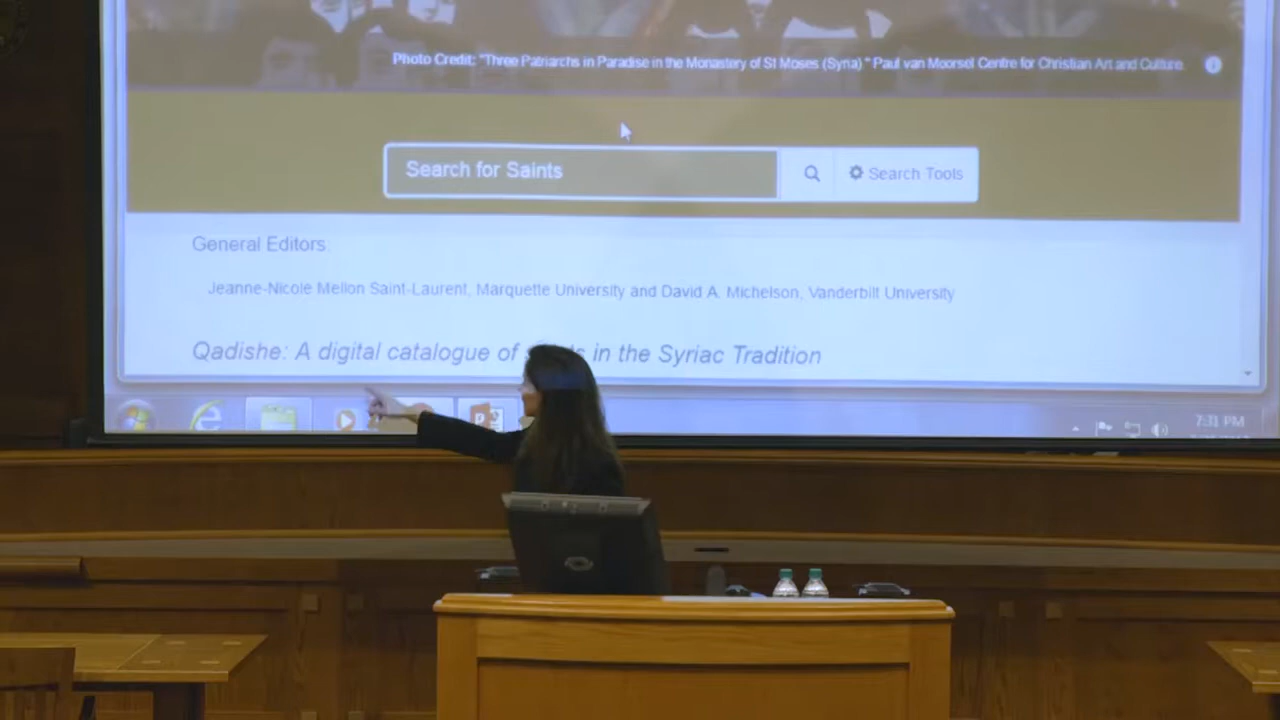 Photo Credit: "Three Patriarchs in Paradise in the Monastery of St Moses (Syria) " Paul van Moorsel Centre for Christian Art and Culture.
Search for Saints
Search Tools
General Editors
Jeanne-Nicole Mellon Saint-Laurent, Marquette University and David A. Michelson, Vanderbilt University
Qadishe: A digital catalogue of in the Syriac Tradition
7:31 PM